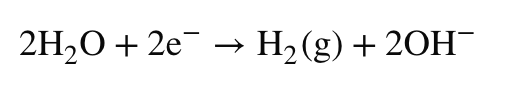 2H₂O + 2e⁻ → H₂(g) + 2OH⁻